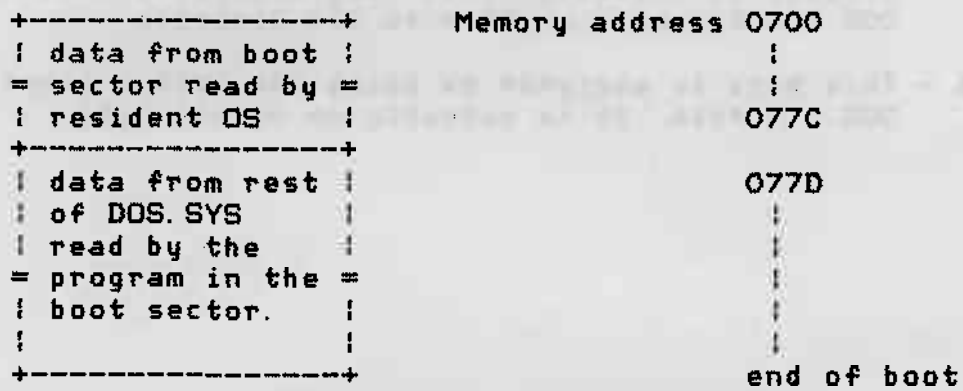 +------------------+ Memory address 0700
! data from boot ! !
= sector read by = !
! resident OS ! 077C
+------------------+
! data from rest ! 077D
! of DOS.SYS ! !
! read by the ! !
= program in the = !
! boot sector. ! !
! ! !
+------------------+ end of boot